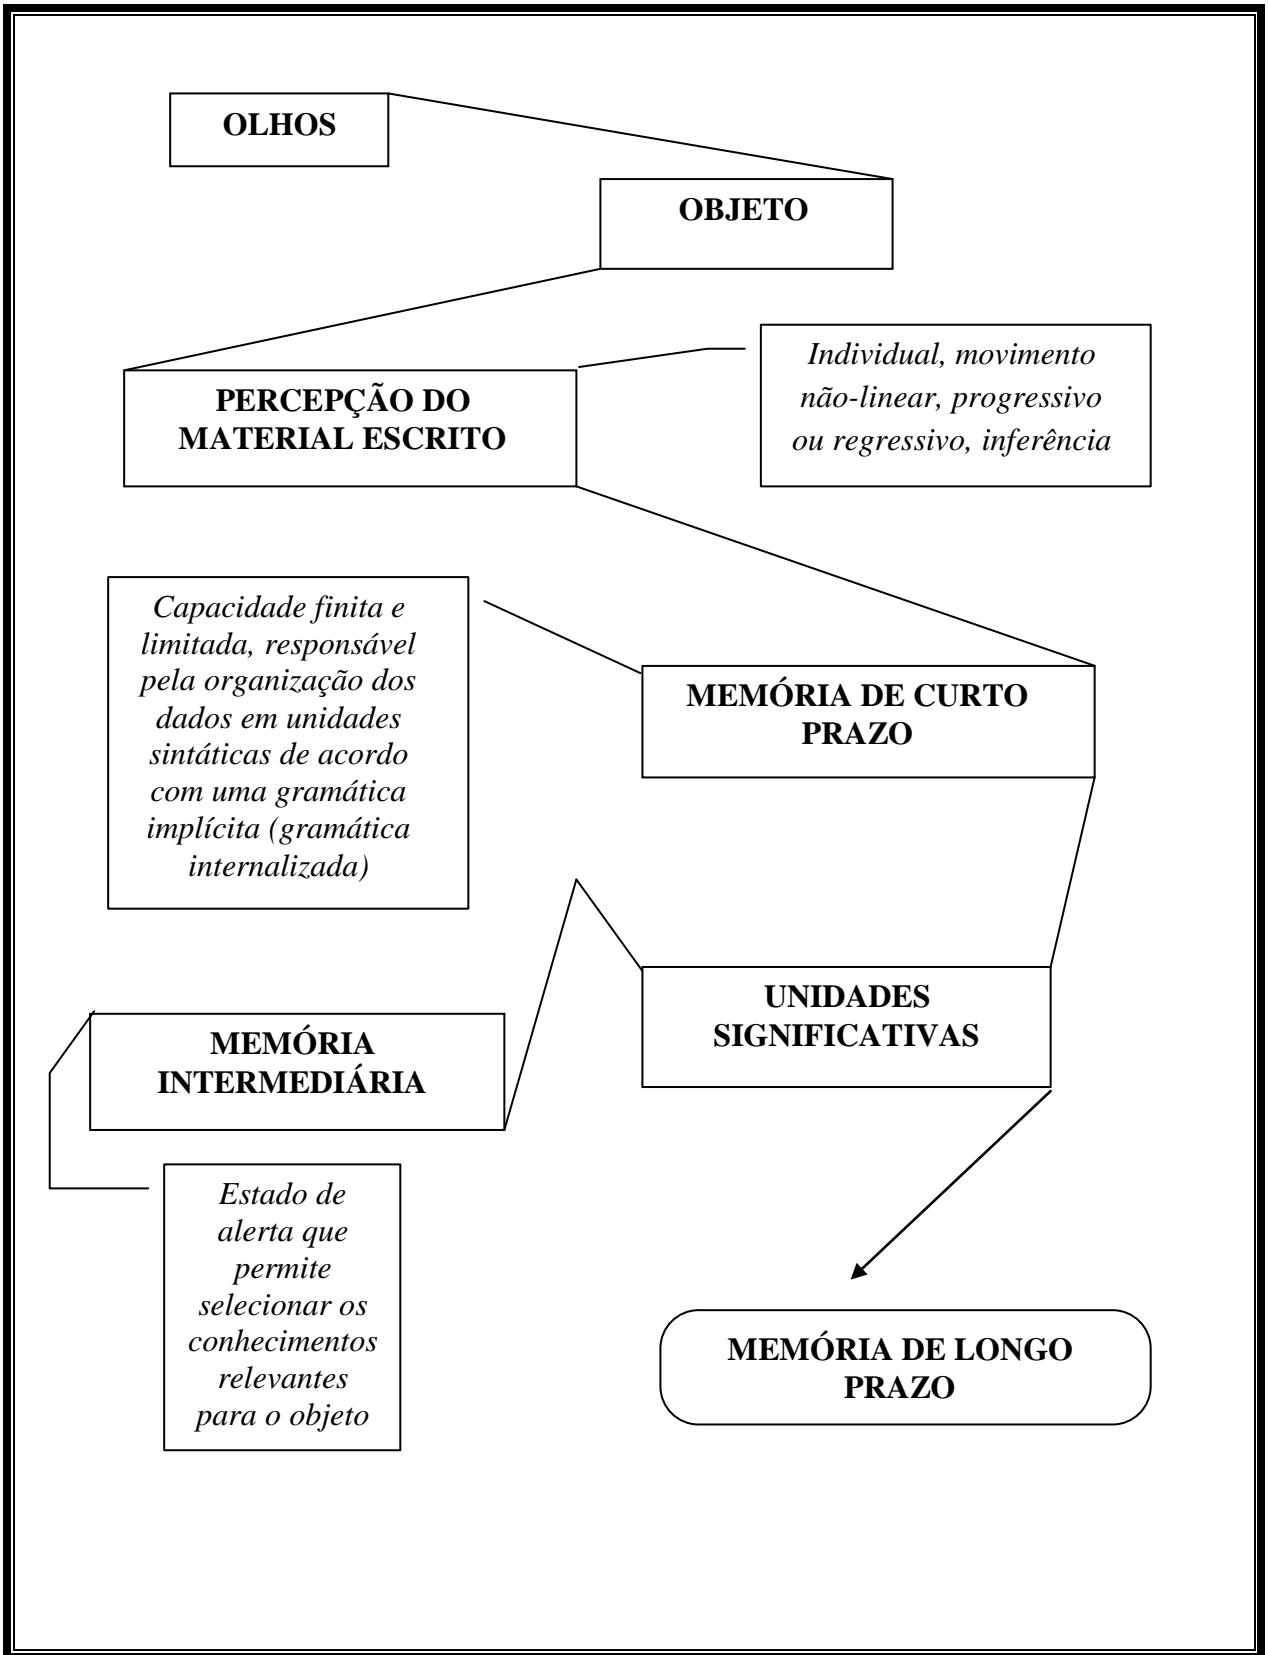 OLHOS
OBJETO
Individual, movimento
não-linear, progressivo
ou regressivo, inferência
PERCEPÇÃO DO
MATERIAL ESCRITO
Capacidade finita e
limitada, responsável
pela organização dos
dados em unidades
sintáticas de acordo
com uma gramática
implícita (gramática
internalizada)
MEMÓRIA DE CURTO
PRAZO
UNIDADES
SIGNIFICATIVAS
MEMÓRIA
INTERMEDIÁRIA
Estado de
alerta que
permite
selecionar os
conhecimentos
relevantes
para o objeto
MEMÓRIA DE LONGO
PRAZO